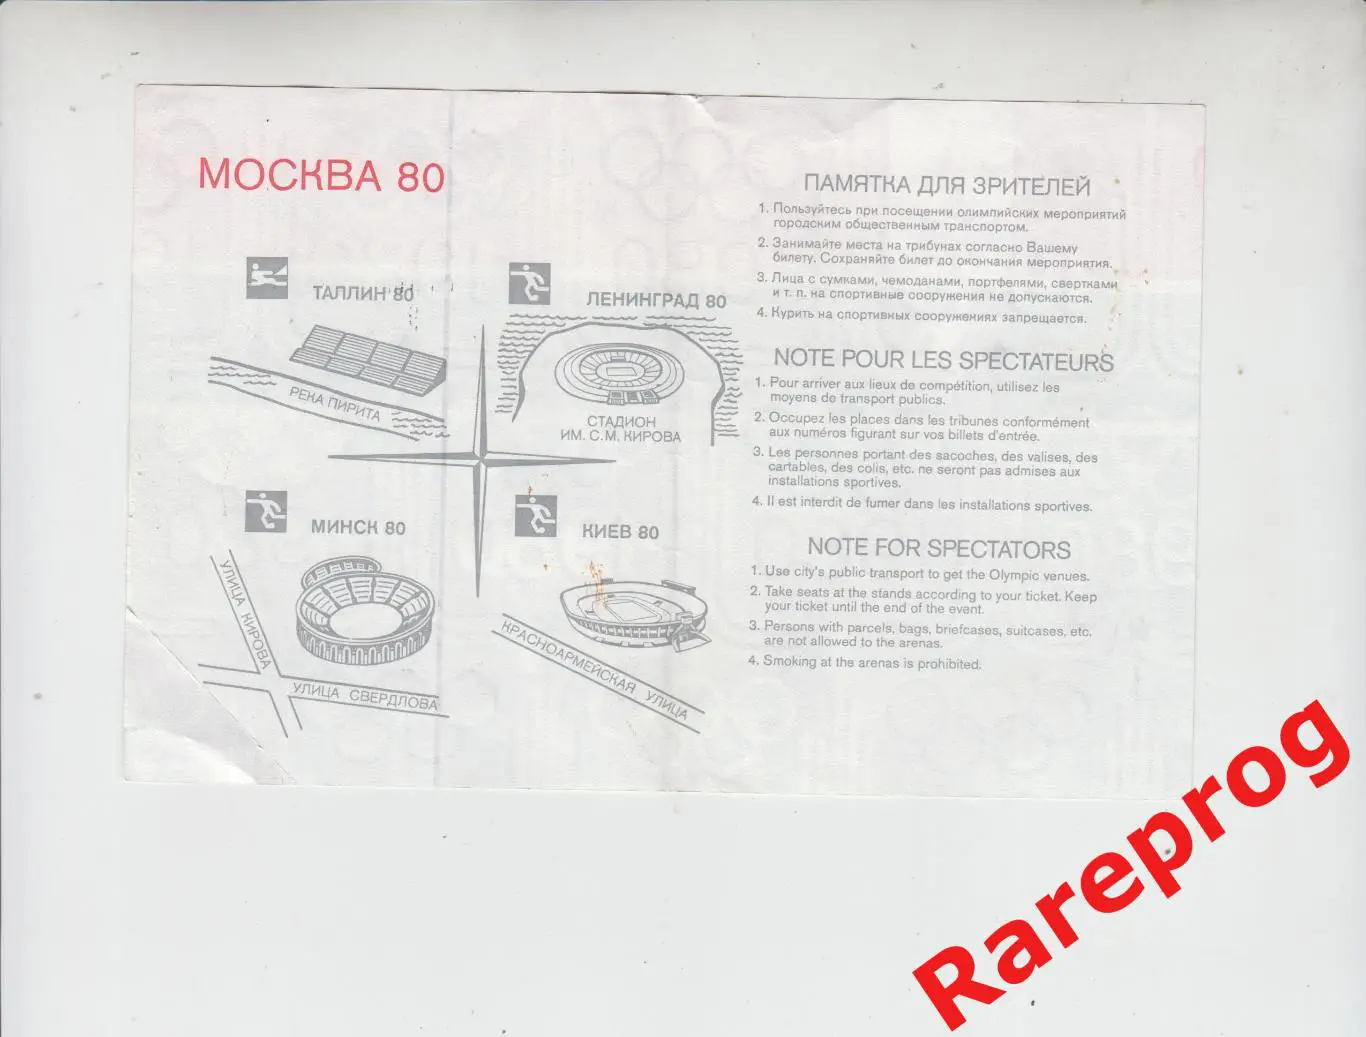 МОСКВА 80
ТАЛЛИН 80
РЕКА ПИРИТА
ЛЕНИНГРАД 80
СТАДИОН
ИМ. С.М. КИРОВА
МИНСК 80
УЛИЦА КИРОВА
УЛИЦА СВЕРДЛОВА
КИЕВ 80
КРАСНОАРМЕЙСКАЯ УЛИЦА
ПАМЯТКА ДЛЯ ЗРИТЕЛЕЙ
1. Пользуйтесь при посещении олимпийских мероприятий
городским общественным транспортом.
2. Занимайте места на трибунах согласно Вашему
билету. Сохраняйте билет до окончания мероприятия.
3. Лица с сумками, чемоданами, портфелями, свертками
и т. п. на спортивные сооружения не допускаются.
4. Курить на спортивных сооружениях запрещается.
NOTE POUR LES SPECTATEURS
1. Pour arriver aux lieux de compétition, utilisez les
moyens de transport publics.
2. Occupez les places dans les tribunes conformément
aux numéros figurant sur vos billets d'entrée.
3. Les personnes portant des sacoches, des valises, des
cartables, des colis, etc. ne seront pas admises aux
installations sportives.
4. Il est interdit de fumer dans les installations sportives.
NOTE FOR SPECTATORS
1. Use city's public transport to get the Olympic venues.
2. Take seats at the stands according to your ticket. Keep
your ticket until the end of the event.
3. Persons with parcels, bags, briefcases, suitcases, etc.
are not allowed to the arenas.
4. Smoking at the arenas is prohibited.
Rareprog